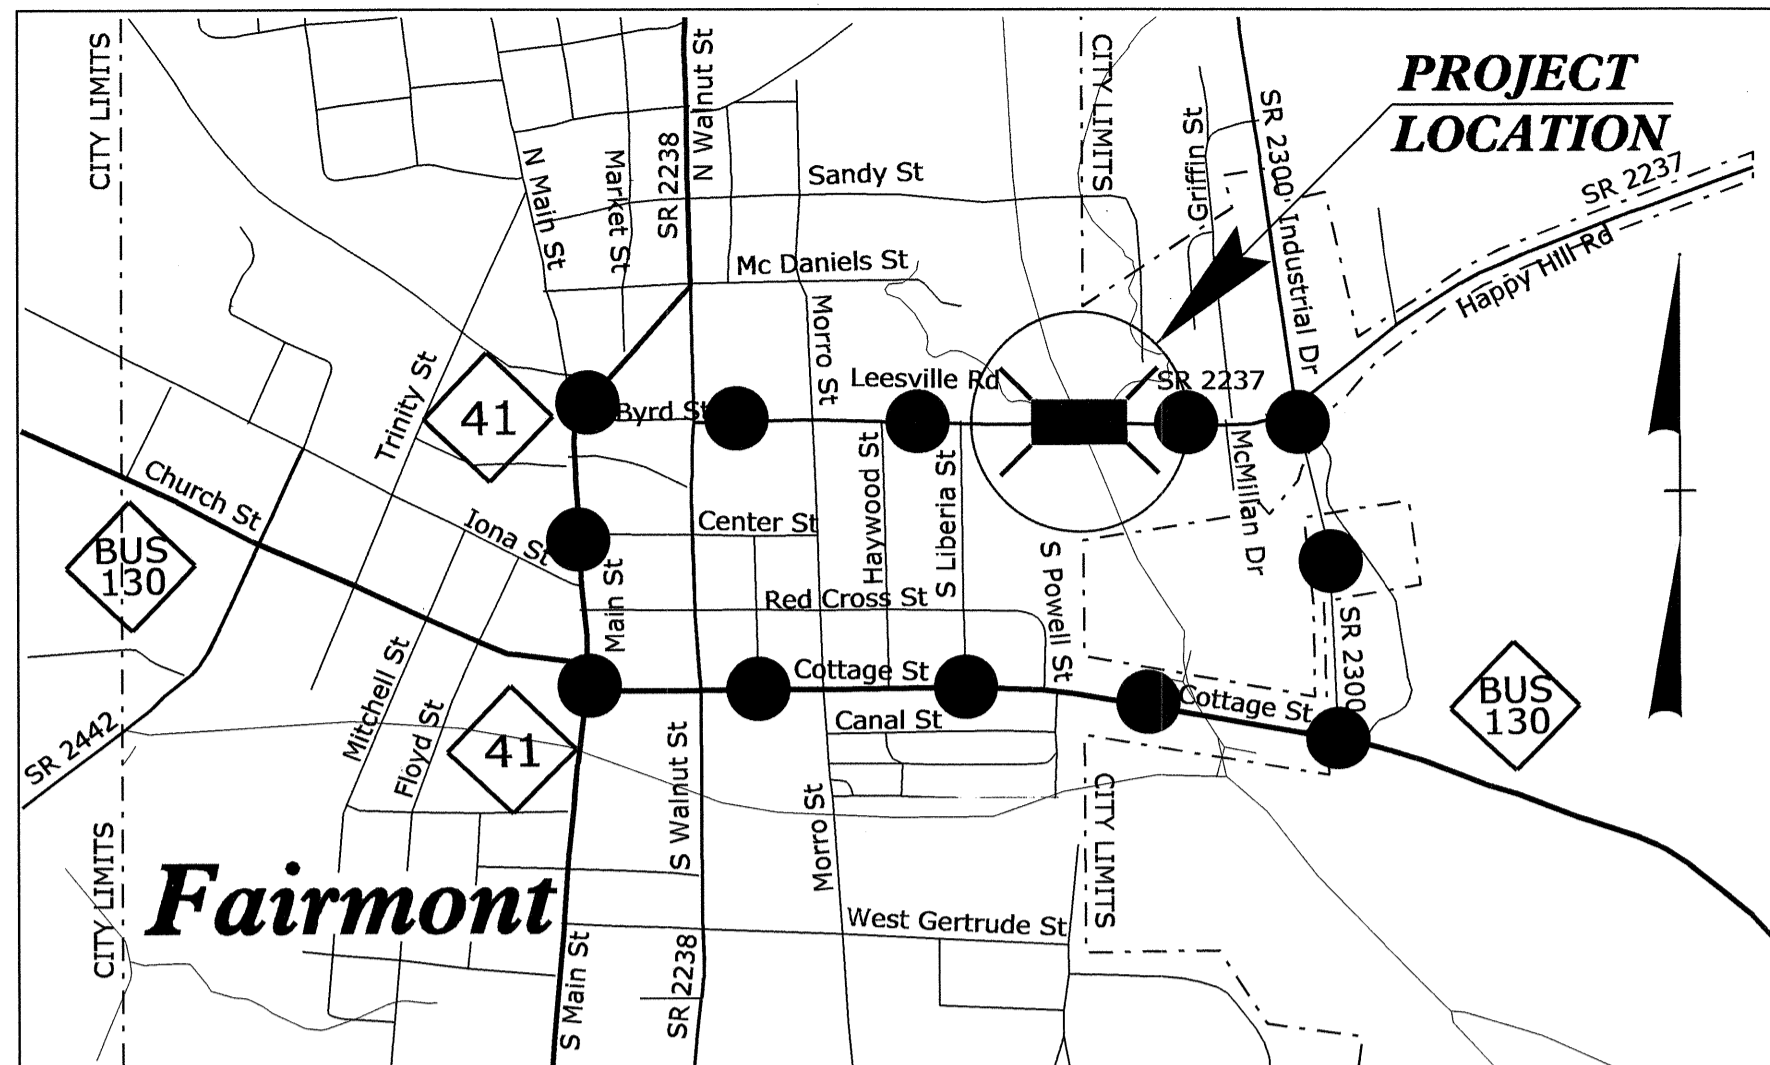 CITY LIMITS
N Walnut St
CITY LIMITS
PROJECT
LOCATION
SR 2300
Griffin St
SR 2238
N Main St
Market St
Sandy St
SR 2237
Industrial Dr
Happy Hill Rd
Mc Daniels St
Morro St
Trinity St
41
Byrd St
Leesville Rd
SR 2237
Church St
Iona St
Center St
Haywood St
S Liberia St
McMillan Dr
BUS
130
Main St
Red Cross St
S Powell St
SR 2300
Mitchell St
Cottage St
Cottage St
BUS
130
SR 2442
Floyd St
41
Canal St
S Walnut St
Morro St
CITY LIMITS
CITY LIMITS
Fairmont
West Gertrude St
S Main St
SR 2238